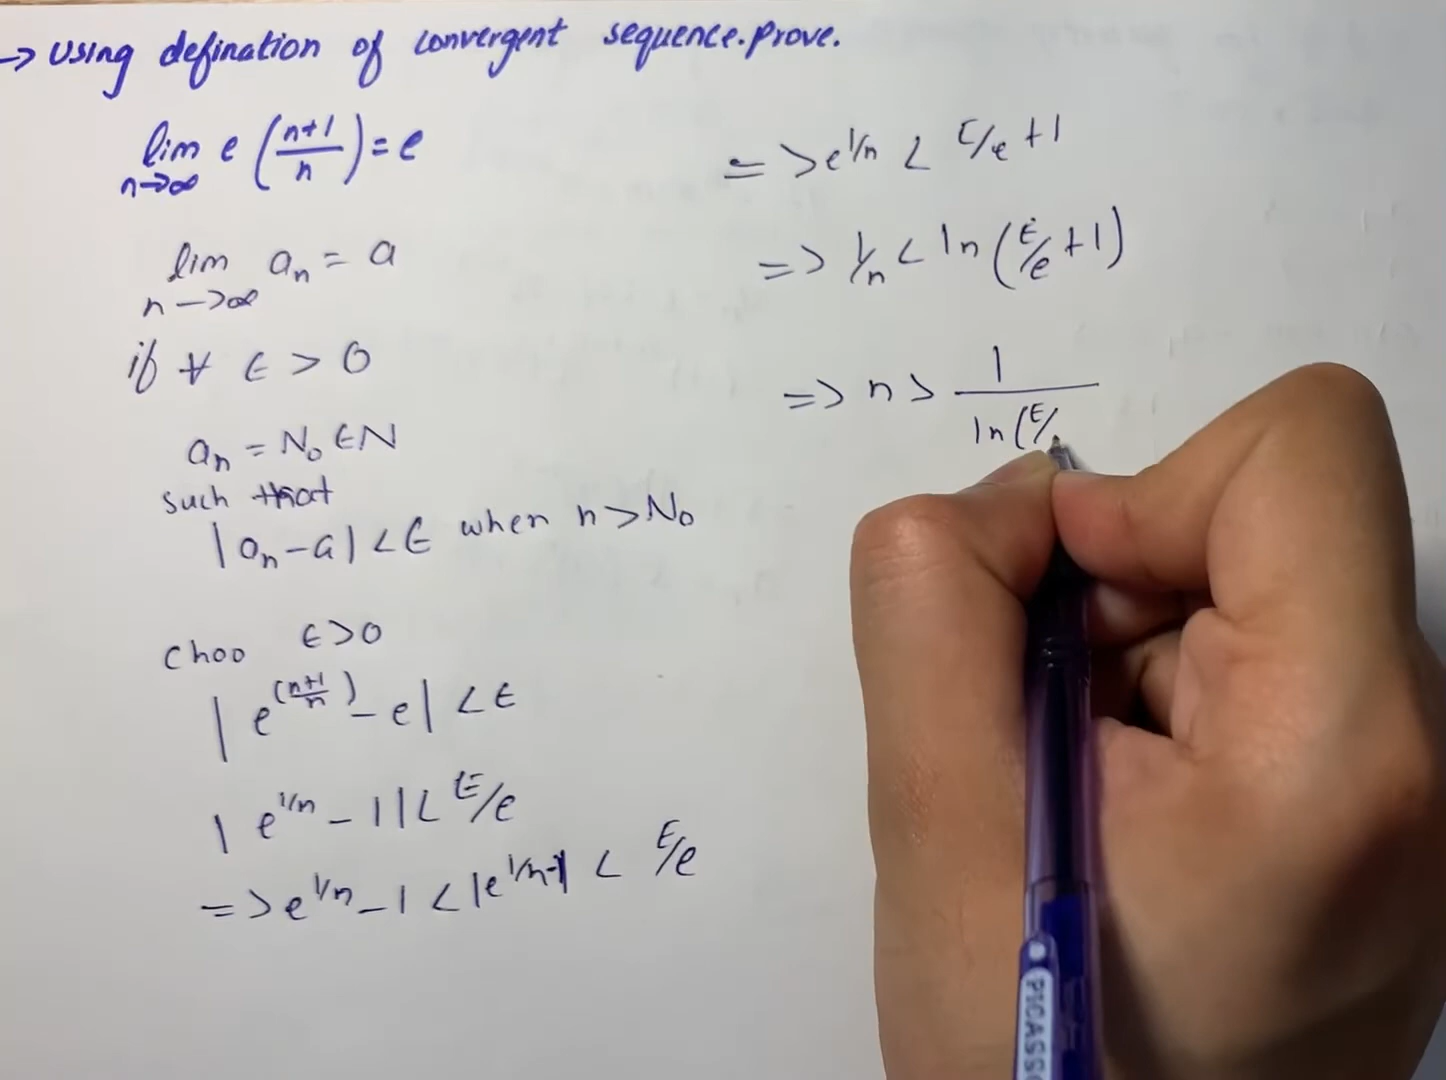 → Using defination of convergent sequence. Prove.
lim n→∞ e (n+1/n) = e
lim n→∞ aₙ = a
if ∀ ϵ > 0
aₙ = N₀ ∈ N
such that
|aₙ - a| < ϵ when n > N₀
Choo ϵ > 0
|e^(n+1/n) - e| < ϵ
|e^1/n - 1| < ϵ/e
=> e^1/n - 1 < |e^1/n - 1| < ϵ/e
=> e^1/n < ϵ/e + 1
=> 1/n < ln (ϵ/e + 1)
=> n > 1 / ln (ϵ/
PICASSO